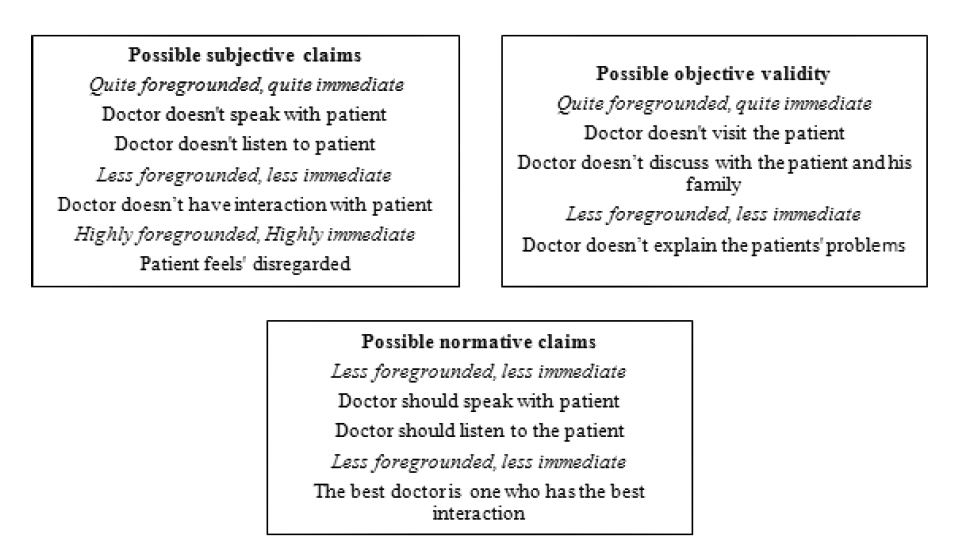 Possible subjective claims
Quite foregrounded, quite immediate
Doctor doesn't speak with patient
Doctor doesn't listen to patient
Less foregrounded, less immediate
Doctor doesn’t have interaction with patient
Highly foregrounded, Highly immediate
Patient feels' disregarded
Possible objective validity
Quite foregrounded, quite immediate
Doctor doesn't visit the patient
Doctor doesn’t discuss with the patient and his
family
Less foregrounded, less immediate
Doctor doesn’t explain the patients' problems
Possible normative claims
Less foregrounded, less immediate
Doctor should speak with patient
Doctor should listen to the patient
Less foregrounded, less immediate
The best doctor is one who has the best
interaction